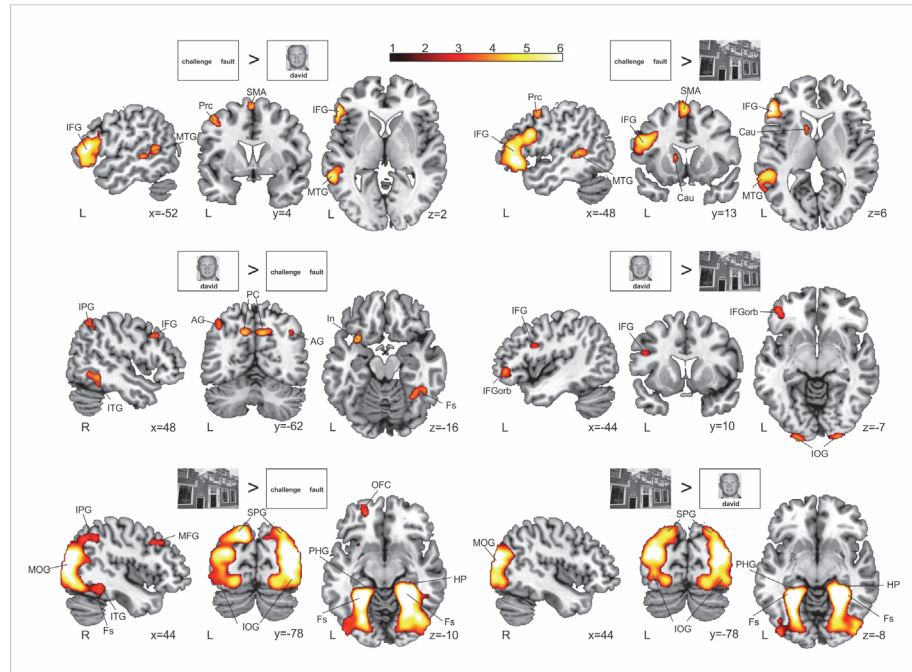 challenge fault > david
1 2 3 4 5 6
challenge fault >
IFG MTG L x=-52
Prc SMA L y=4
IFG MTG L z=2
Prc IFG MTG L x=-48
SMA IFG Cau L y=13
IFG Cau MTG L z=6
david > challenge fault
david >
IPG IFG ITG R x=48
PC AG AG L y=-62
In Fs L z=-16
IFG IFGorb L x=-44
IFG L y=10
IFGorb IOG L z=-7
> challenge fault
> david
IPG MFG MOG ITG Fs R x=44
SPG IOG L y=-78
OFC PHG HP Fs Fs L z=-10
MOG R x=44
SPG IOG L y=-78
PHG HP Fs Fs L z=-8